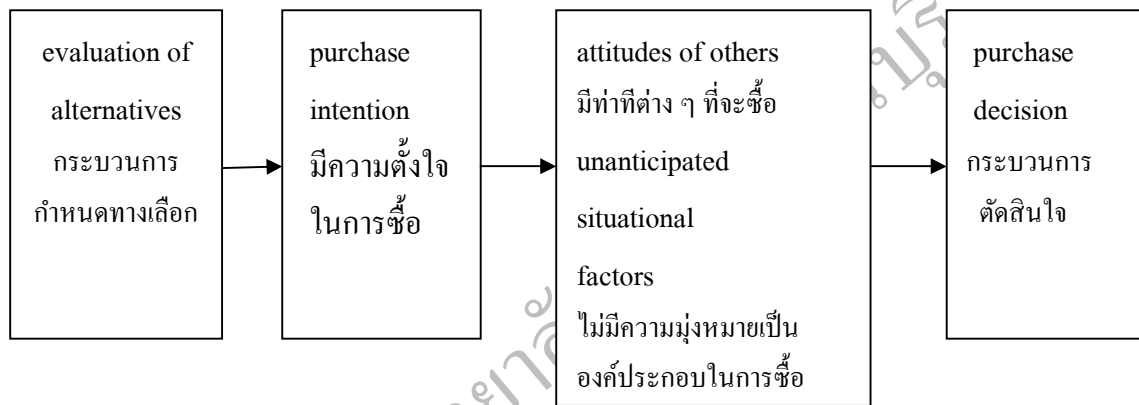 evaluation of
alternatives
กระบวนการ
กำหนดทางเลือก
purchase
intention
มีความตั้งใจ
ในการซื้อ
attitudes of others
มีท่าทีต่าง ๆ ที่จะซื้อ
unanticipated
situational
factors
ไม่มีความมุ่งหมายเป็น
องค์ประกอบในการซื้อ
purchase
decision
กระบวนการ
ตัดสินใจ